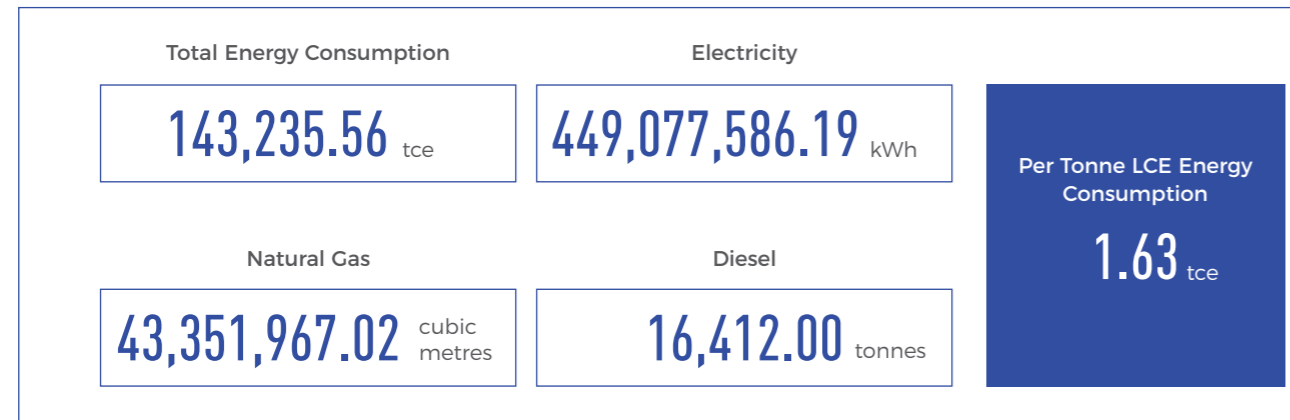 Total Energy Consumption
143,235.56 tce
Electricity
449,077,586.19 kWh
Natural Gas
43,351,967.02 cubic
metres
Diesel
16,412.00 tonnes
Per Tonne LCE Energy
Consumption
1.63 tce